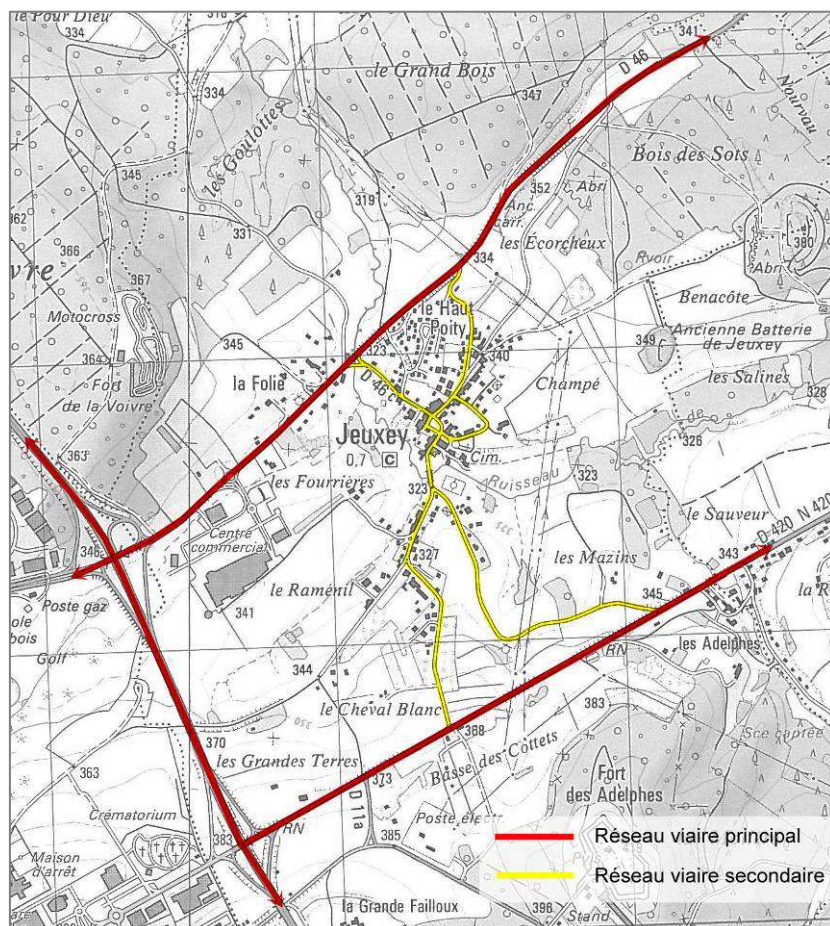 le Pour Dieu
316
334
341
D 46
le Grand Bois
334
347
Nourvau
les Goulottes
Bois des Sots
345
319
352
Abri
362
331
Anc.
carr.
les Écorcheux
380
366
334
Abri
vre
367
Rvoir
Motocross
le Haut
Poity
Benacôte
345
323
349
Ancienne Batterie
de Jeuxey
364
340
la Folie
D 46
Champé
les Salines
Fort
de la Voivre
328
Jeuxey
de
326
363
0,7 C
Cim.
les Fourrières
323
Ruisseau
323
le Sauveur
D 420
N 420
Centre
commercial
346
327
les Mazins
343
le Raménil
345
Poste gaz
341
la R
ole
bois
les Adelphes
Golf
344
RN
le Cheval Blanc
383
350
370
368
Sce captée
les Grandes Terres
Basse des Cottets
363
373
Fort
des Adelphes
Crématorium
D 11a
RN
Poste électr.
383
385
Maison
d'arrêt
Réseau viaire principal
Réseau viaire secondaire
la Grande Failloux
396
Stand